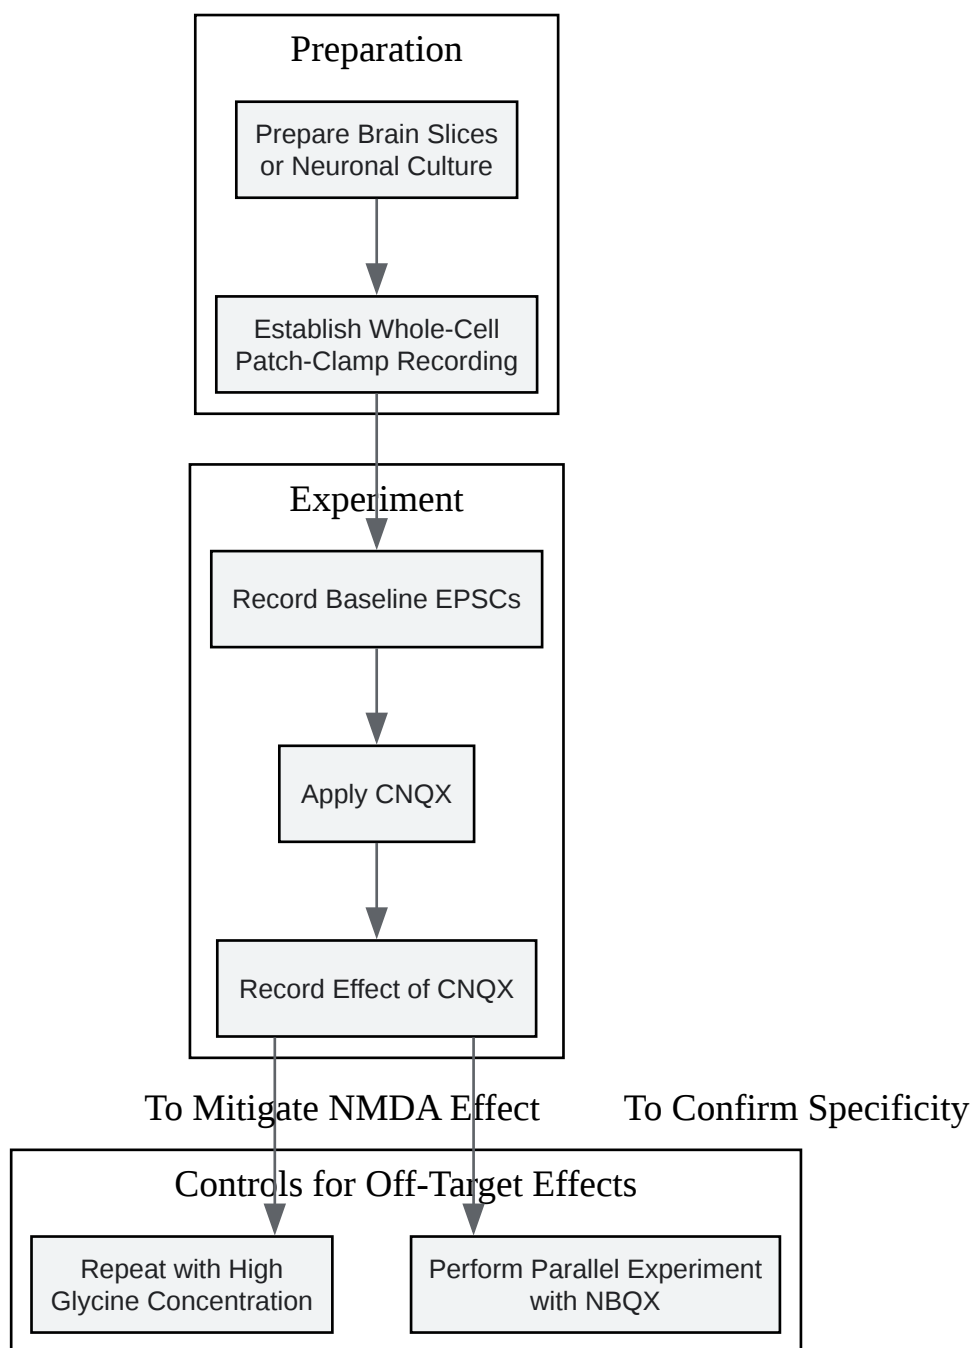 Preparation
Prepare Brain Slices
or Neuronal Culture
Establish Whole-Cell
Patch-Clamp Recording
Experiment
Record Baseline EPSCs
Apply CNQX
Record Effect of CNQX
To Mitigate NMDA Effect
To Confirm Specificity
Controls for Off-Target Effects
Repeat with High
Glycine Concentration
Perform Parallel Experiment
with NBQX